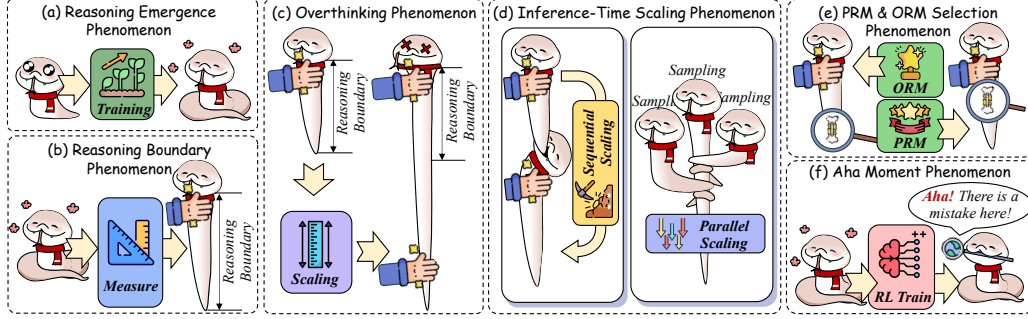 (a) Reasoning Emergence
Phenomenon
Training
(b) Reasoning Boundary
Phenomenon
Measure
Reasoning
Boundary
(c) Overthinking Phenomenon
Reasoning
Boundary
Reasoning
Boundary
Scaling
(d) Inference-Time Scaling Phenomenon
Sequential
Scaling
Sampling
Sampling
Sampling
Parallel
Scaling
(e) PRM & ORM Selection
Phenomenon
ORM
PRM
(f) Aha Moment Phenomenon
Aha! There is a
mistake here!
++
RL Train